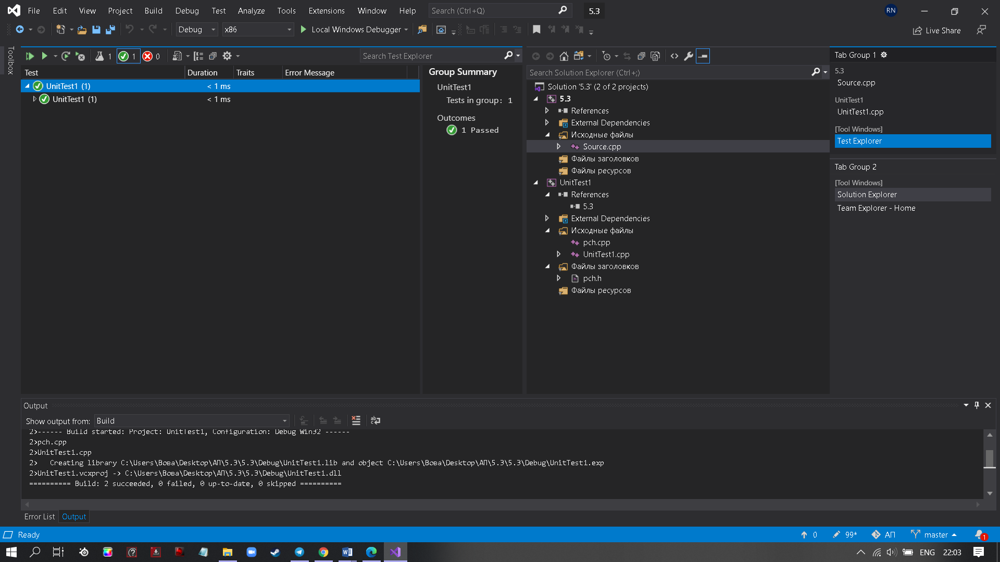 File Edit View Project Build Debug Test Analyze Tools Extensions Window Help Search (Ctrl+Q) 5.3 RN
Debug x86 Local Windows Debugger Live Share
Toolbox
1 1 0 Search Test Explorer
Test Duration Traits Error Message
UnitTest1 (1) < 1 ms
UnitTest1 (1) < 1 ms
Group Summary
UnitTest1
Tests in group: 1
Outcomes
1 Passed
Search Solution Explorer (Ctrl+;)
Solution '5.3' (2 of 2 projects)
5.3
References
External Dependencies
Исходные файлы
Source.cpp
Файлы заголовков
Файлы ресурсов
UnitTest1
References
5.3
External Dependencies
Исходные файлы
pch.cpp
UnitTest1.cpp
Файлы заголовков
pch.h
Файлы ресурсов
Tab Group 1
5.3
Source.cpp
UnitTest1
UnitTest1.cpp
[Tool Windows]
Test Explorer
Tab Group 2
[Tool Windows]
Solution Explorer
Team Explorer - Home
Output
Show output from: Build
2>------ Build started: Project: UnitTest1, Configuration: Debug Win32 ------
2>pch.cpp
2>UnitTest1.cpp
2>   Creating library C:\Users\Вова\Desktop\АП\5.3\5.3\Debug\UnitTest1.lib and object C:\Users\Вова\Desktop\АП\5.3\5.3\Debug\UnitTest1.exp
2>UnitTest1.vcxproj -> C:\Users\Вова\Desktop\АП\5.3\5.3\Debug\UnitTest1.dll
========== Build: 2 succeeded, 0 failed, 0 up-to-date, 0 skipped ==========
Error List Output
Ready 0 99* АП master 1
ENG 22:03